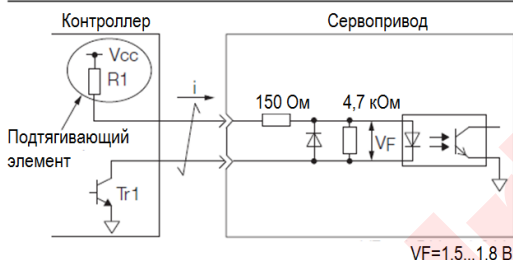 Контроллер
Сервопривод
Vcc
R1
i
150 Ом
4,7 кОм
Подтягивающий
элемент
VF
Tr1
VF=1,5...1,8 В